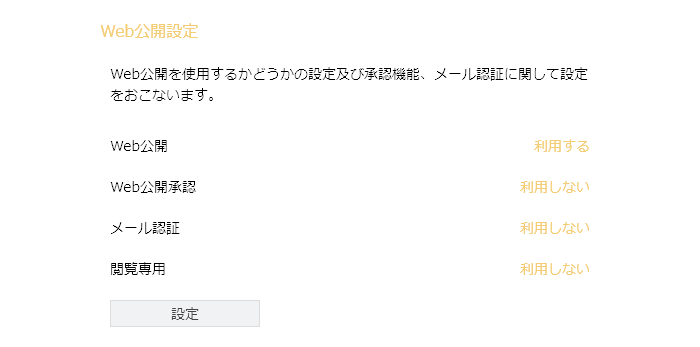 Web公開設定
Web公開を使用するかどうかの設定及び承認機能、メール認証に関して設定
をおこないます。
Web公開 利用する
Web公開承認 利用しない
メール認証 利用しない
閲覧専用 利用しない
設定